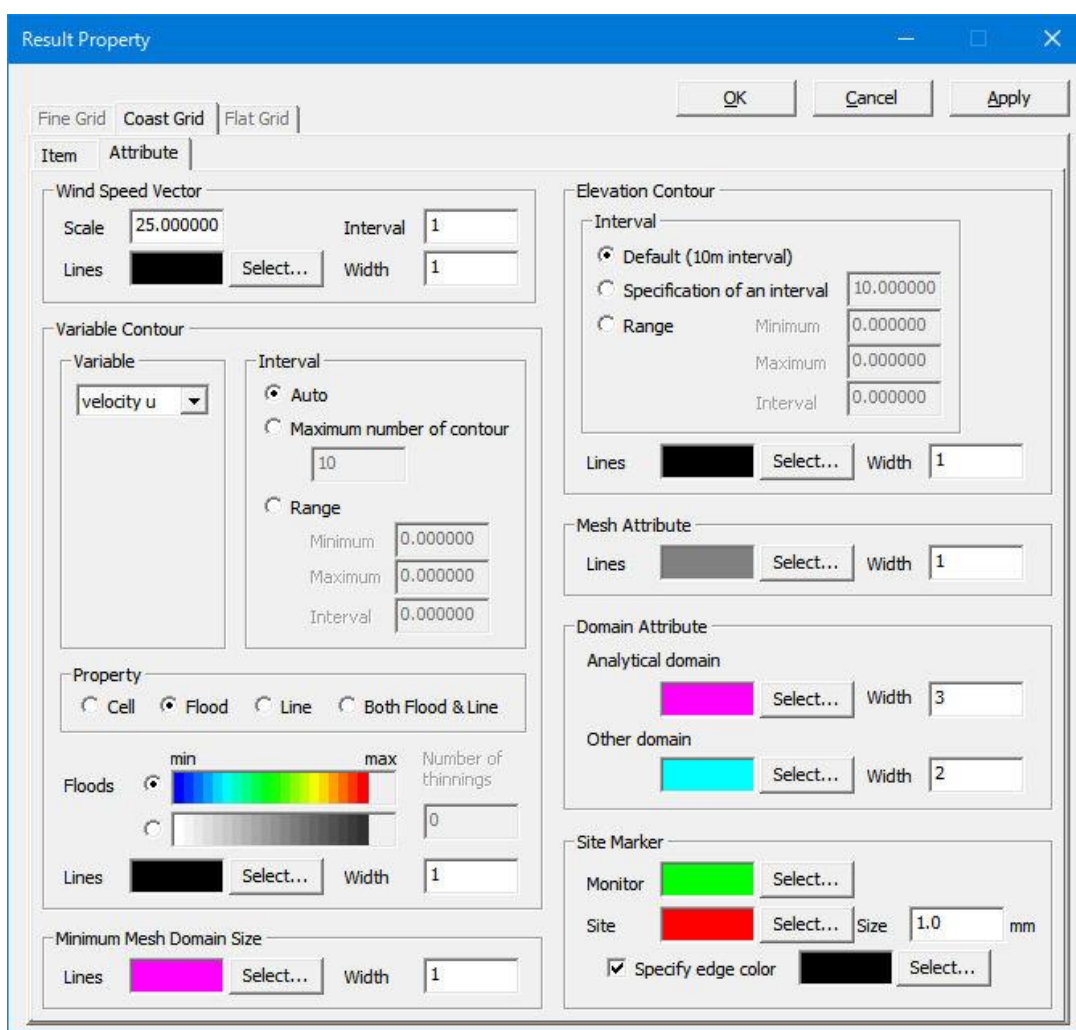 Result Property
OK Cancel Apply
Fine Grid Coast Grid Flat Grid
Item Attribute
Wind Speed Vector
Scale 25.000000 Interval 1
Lines Select... Width 1
Variable Contour
Variable
velocity u
Interval
Auto
Maximum number of contour
10
Range
Minimum 0.000000
Maximum 0.000000
Interval 0.000000
Property
Cell Flood Line Both Flood & Line
min max Number of thinnings
Floods
0
Lines Select... Width 1
Minimum Mesh Domain Size
Lines Select... Width 1
Elevation Contour
Interval
Default (10m interval)
Specification of an interval 10.000000
Range Minimum 0.000000
Maximum 0.000000
Interval 0.000000
Lines Select... Width 1
Mesh Attribute
Lines Select... Width 1
Domain Attribute
Analytical domain
Select... Width 3
Other domain
Select... Width 2
Site Marker
Monitor Select...
Site Select... Size 1.0 mm
Specify edge color Select...